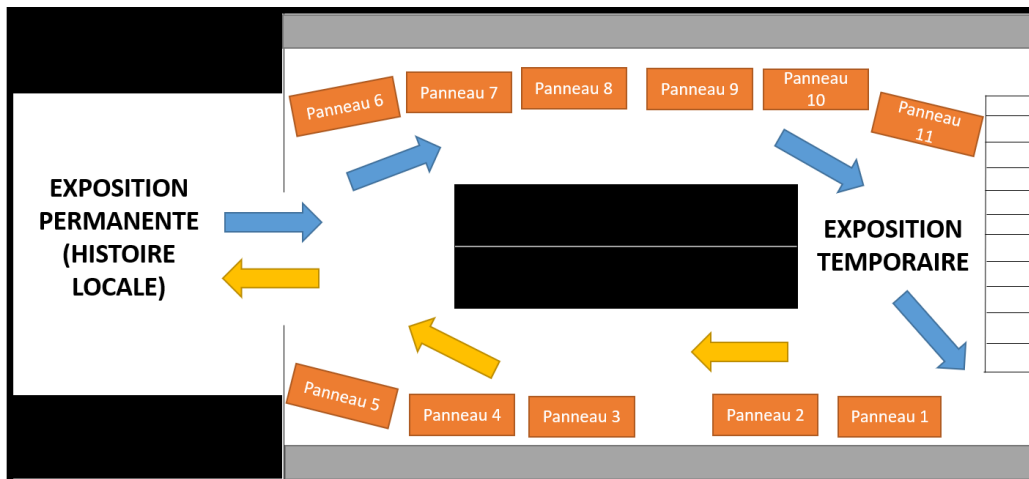 Panneau 6
Panneau 7
Panneau 8
Panneau 9
Panneau
10
Panneau
11
EXPOSITION
PERMANENTE
(HISTOIRE
LOCALE)
EXPOSITION
TEMPORAIRE
Panneau 5
Panneau 4
Panneau 3
Panneau 2
Panneau 1